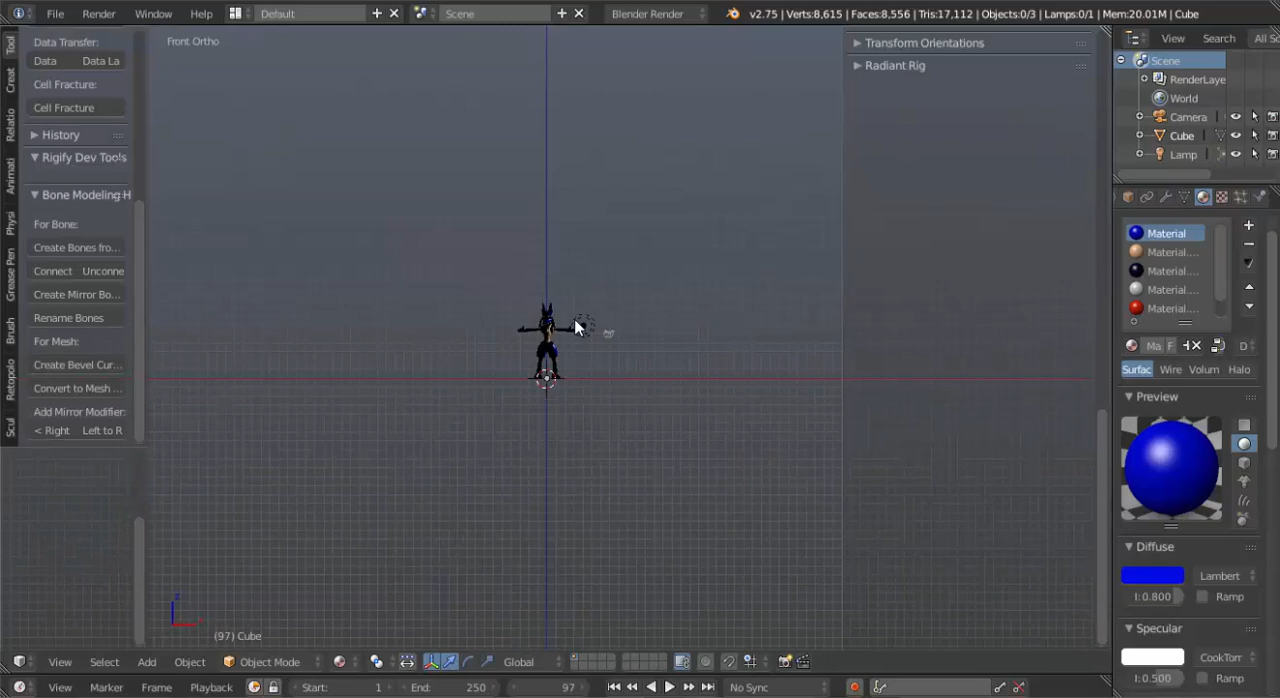 File Render Window Help Default Scene Blender Render v2.75 | Verts:8,615 | Faces:8,556 | Tris:17,112 | Objects:0/3 | Lamps:0/1 | Mem:20.01M | Cube
Front Ortho
Tool
Creat
Relatio
Animati
Physi
Grease Pen
Brush
Retopolo
Scul
Data Transfer:
Data Data La
Cell Fracture:
Cell Fracture
History
Rigify Dev Tools
Bone Modeling H
For Bone:
Create Bones fro...
Connect Unconne
Create Mirror Bo...
Rename Bones
For Mesh:
Create Bevel Cur...
Convert to Mesh ...
Add Mirror Modifier:
< Right Left to R
Transform Orientations
Radiant Rig
View Search All Sc
Scene
RenderLaye
World
Camera
Cube
Lamp
Material
Material....
Material....
Material....
Material....
Ma F D
Surfac Wire Volum Halo
Preview
Diffuse
Lambert
I:0.800 Ramp
Specular
CookTorr
I:0.500 Ramp
z
(97) Cube
View Select Add Object Object Mode Global
View Marker Frame Playback Start: 1 End: 250 97 No Sync